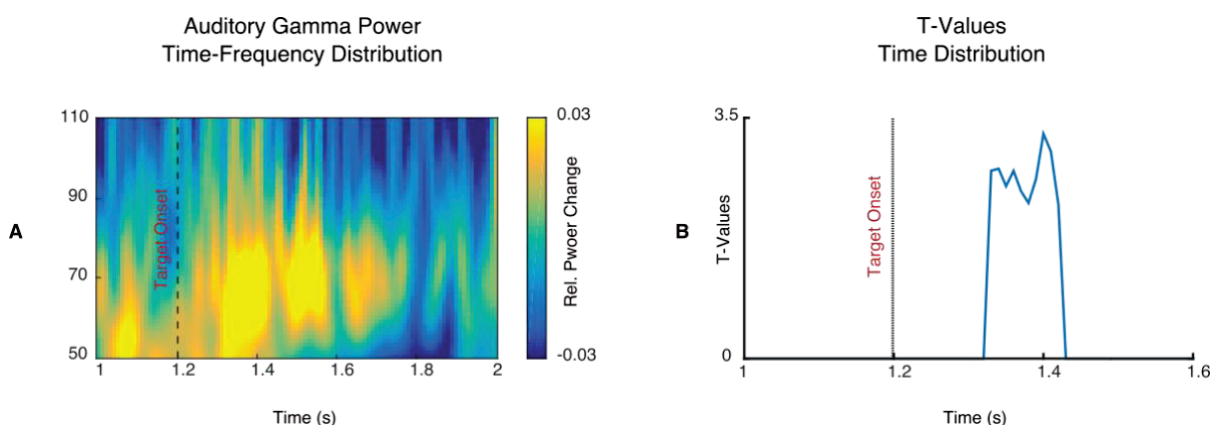 Auditory Gamma Power
Time-Frequency Distribution
A
110
90
70
50
Target Onset
1
1.2
1.4
1.6
1.8
2
Time (s)
0.03
-0.03
Rel. Pwoer Change
T-Values
Time Distribution
B
3.5
0
T-Values
Target Onset
1
1.2
1.4
1.6
Time (s)